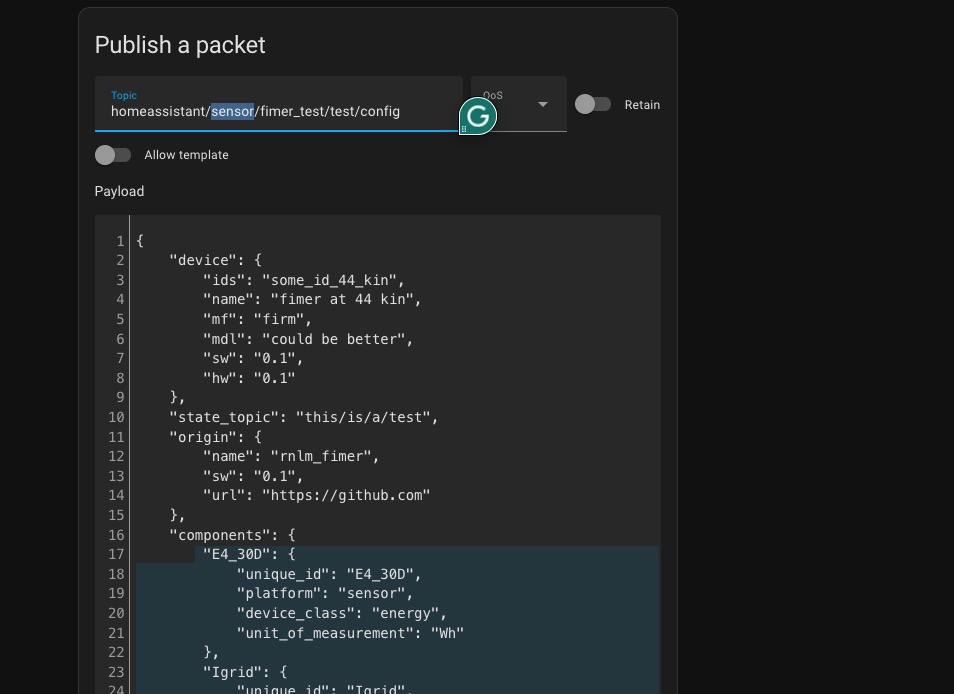 Publish a packet
Topic
homeassistant/sensor/fimer_test/test/config
QoS
Retain
Allow template
Payload
1 {
2 "device": {
3 "ids": "some_id_44_kin",
4 "name": "fimer at 44 kin",
5 "mf": "firm",
6 "mdl": "could be better",
7 "sw": "0.1",
8 "hw": "0.1"
9 },
10 "state_topic": "this/is/a/test",
11 "origin": {
12 "name": "rnlm_fimer",
13 "sw": "0.1",
14 "url": "https://github.com"
15 },
16 "components": {
17 "E4_30D": {
18 "unique_id": "E4_30D",
19 "platform": "sensor",
20 "device_class": "energy",
21 "unit_of_measurement": "Wh"
22 },
23 "Igrid": {
24 "unique_id": "Igrid",